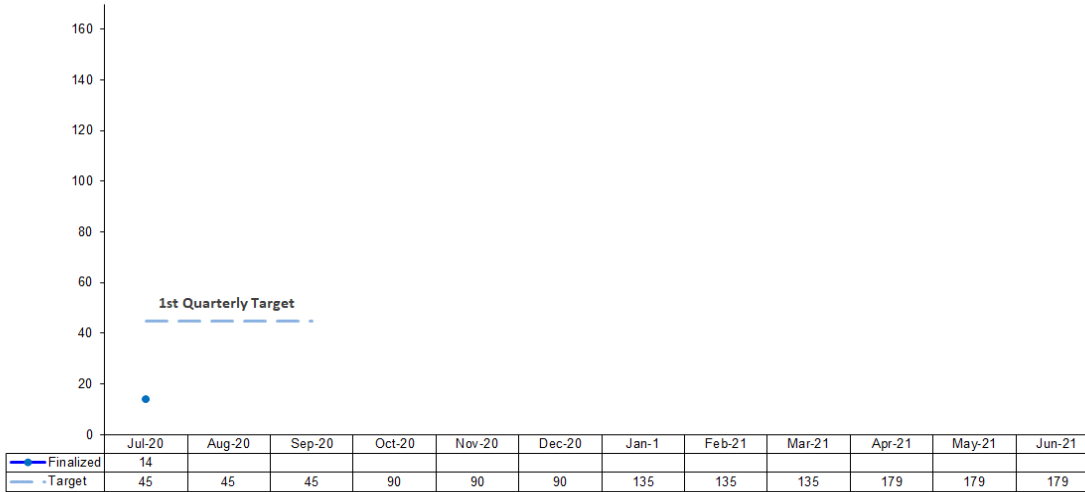 160
140
120
100
80
60
1st Quarterly Target
40
20
0
Jul-20 Aug-20 Sep-20 Oct-20 Nov-20 Dec-20 Jan-1 Feb-21 Mar-21 Apr-21 May-21 Jun-21
Finalized 14
Target 45 45 45 90 90 90 135 135 135 179 179 179